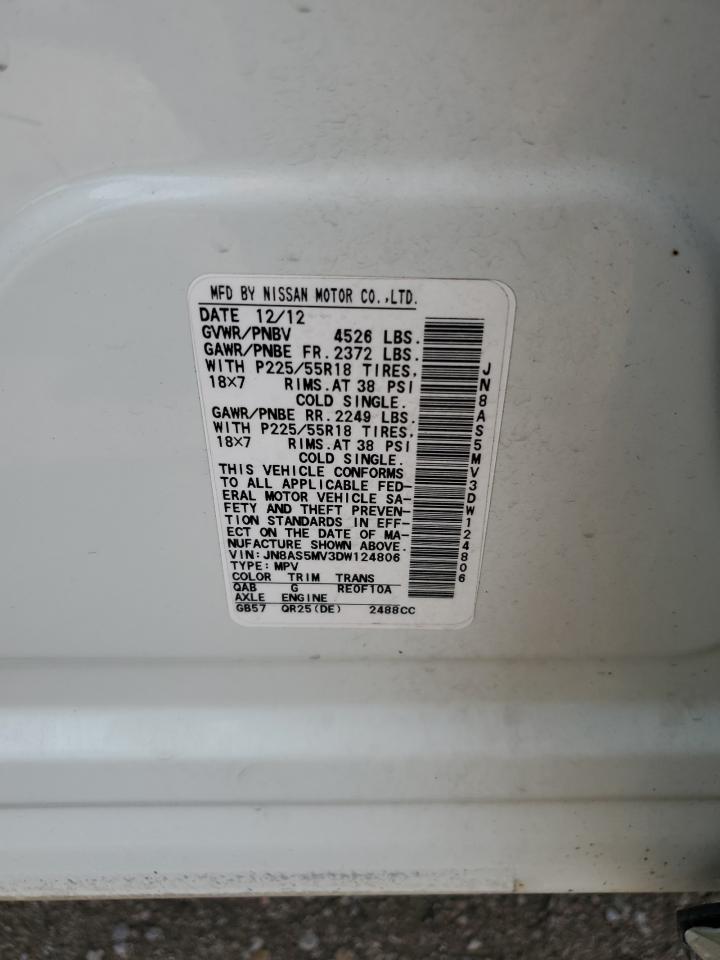 MFD BY NISSAN MOTOR CO.,LTD.
DATE 12/12
GVWR/PNBV 4526 LBS.
GAWR/PNBE FR.2372 LBS.
WITH P225/55R18 TIRES,
18×7 RIMS.AT 38 PSI
COLD SINGLE.
GAWR/PNBE RR.2249 LBS.
WITH P225/55R18 TIRES,
18×7 RIMS.AT 38 PSI
COLD SINGLE.
THIS VEHICLE CONFORMS
TO ALL APPLICABLE FED-
ERAL MOTOR VEHICLE SA-
FETY AND THEFT PREVEN-
TION STANDARDS IN EFF-
ECT ON THE DATE OF MA-
NUFACTURE SHOWN ABOVE.
VIN:JN8AS5MV3DW124806
TYPE:MPV
COLOR TRIM TRANS
QAB G RE0F10A
AXLE ENGINE
GB57 QR25(DE) 2488CC
JN8AS5MV3DW124806